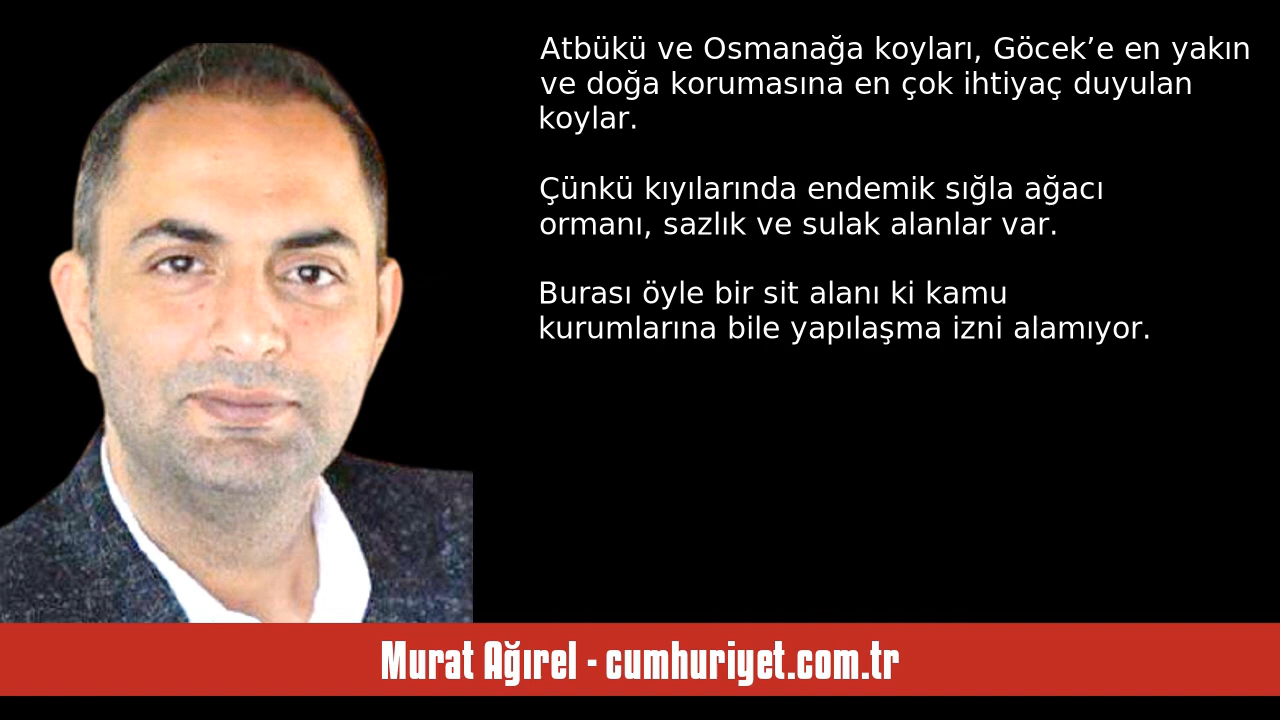 Atbükü ve Osmanağa koyları, Göcek’e en yakın
ve doğa korumasına en çok ihtiyaç duyulan
koylar.
Çünkü kıyılarında endemik sığla ağacı
ormanı, sazlık ve sulak alanlar var.
Burası öyle bir sit alanı ki kamu
kurumlarına bile yapılaşma izni alamıyor.
Murat Ağırel - cumhuriyet.com.tr